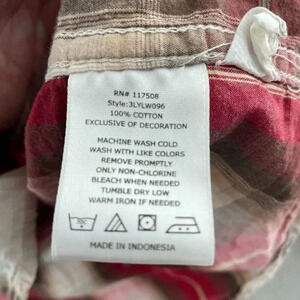 RN# 117508
Style:3LYLW096
100% COTTON
EXCLUSIVE OF DECORATION
MACHINE WASH COLD
WASH WITH LIKE COLORS
REMOVE PROMPTLY
ONLY NON-CHLORINE
BLEACH WHEN NEEDED
TUMBLE DRY LOW
WARM IRON IF NEEDED
MADE IN INDONESIA